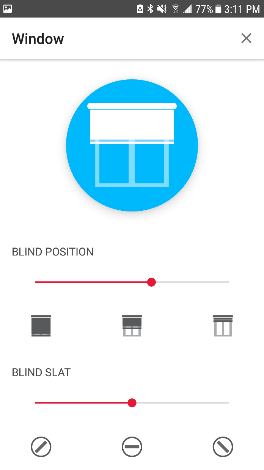 77% 3:11 PM
Window
BLIND POSITION
BLIND SLAT